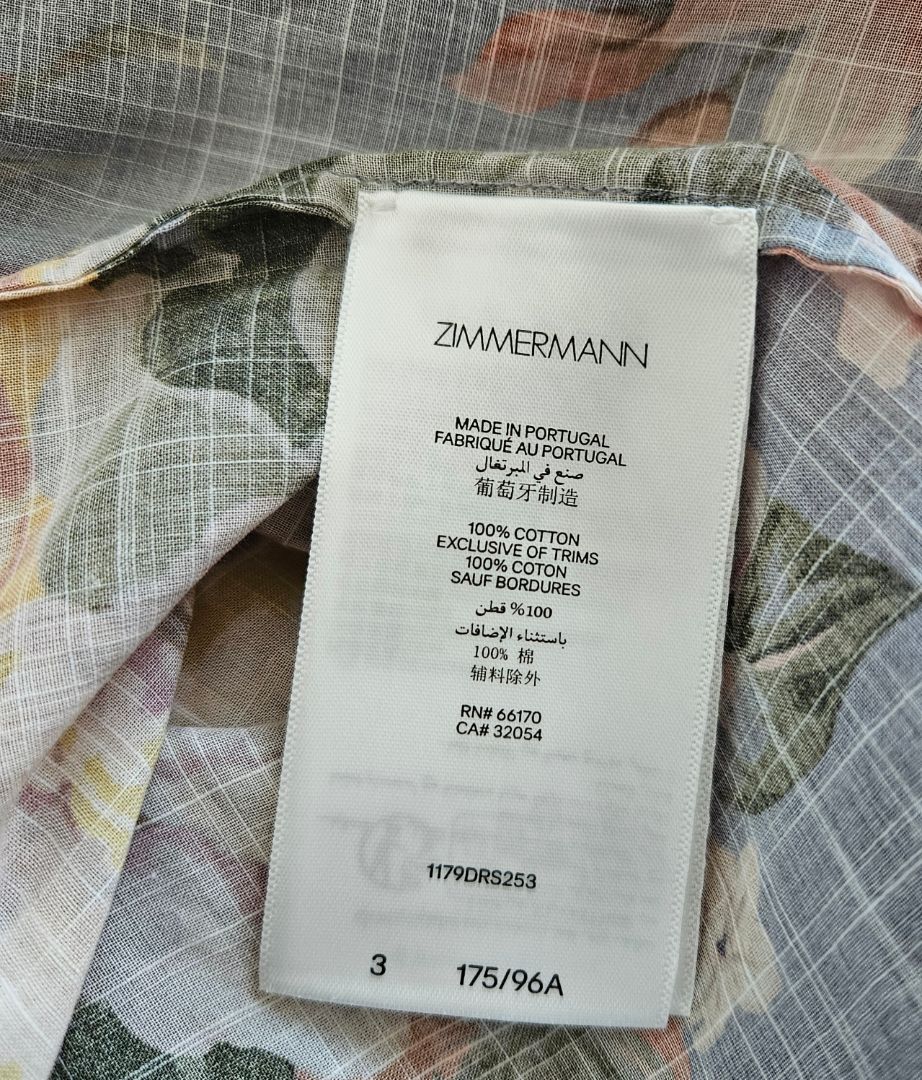 ZIMMERMANN
MADE IN PORTUGAL
FABRIQUÉ AU PORTUGAL
صنع في المبرتغال
葡萄牙制造
100% COTTON
EXCLUSIVE OF TRIMS
100% COTON
SAUF BORDURES
100% قطن
باستثناء الإضافات
100% 棉
辅料除外
RN# 66170
CA# 32054
1179DRS253
3 175/96A